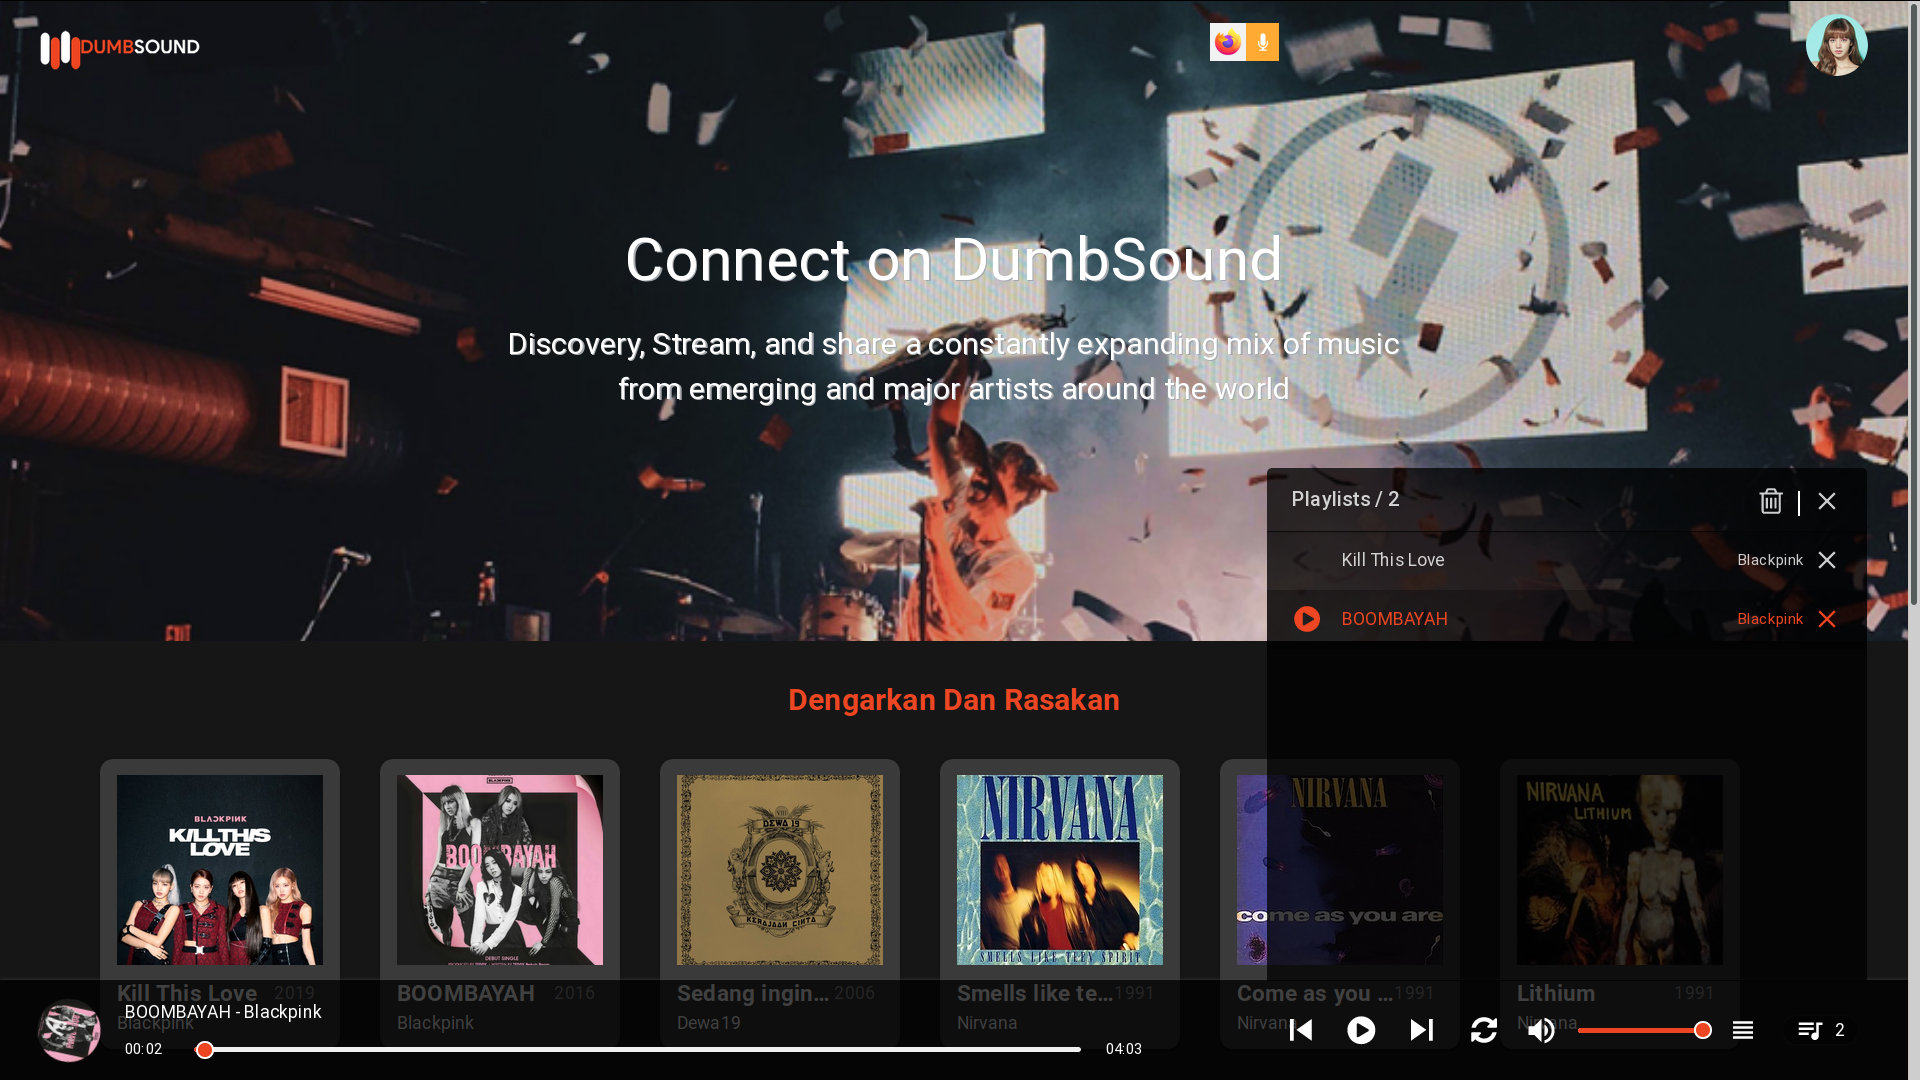 DUMBSOUND
Connect on DumbSound
Discovery, Stream, and share a constantly expanding mix of music
from emerging and major artists around the world
Playlists / 2
Kill This Love Blackpink
BOOMBAYAH Blackpink
Dengarkan Dan Rasakan
BLACKPINK
KILL THIS
LOVE
BLACKPINK
BOOMBAYAH
DEBUT SINGLE
VIII
DEWA 19
KERAJAAN CINTA
NIRVANA
SMELLS LIKE TEEN SPIRIT
NIRVANA
come as you are
NIRVANA
LITHIUM
Kill This Love 2019
Blackpink
BOOMBAYAH 2016
Blackpink
Sedang ingin... 2006
Dewa19
Smells like te... 1991
Nirvana
Come as you ... 1991
Nirvana
Lithium 1991
Nirvana
BOOMBAYAH - Blackpink
00:02
04:03
2